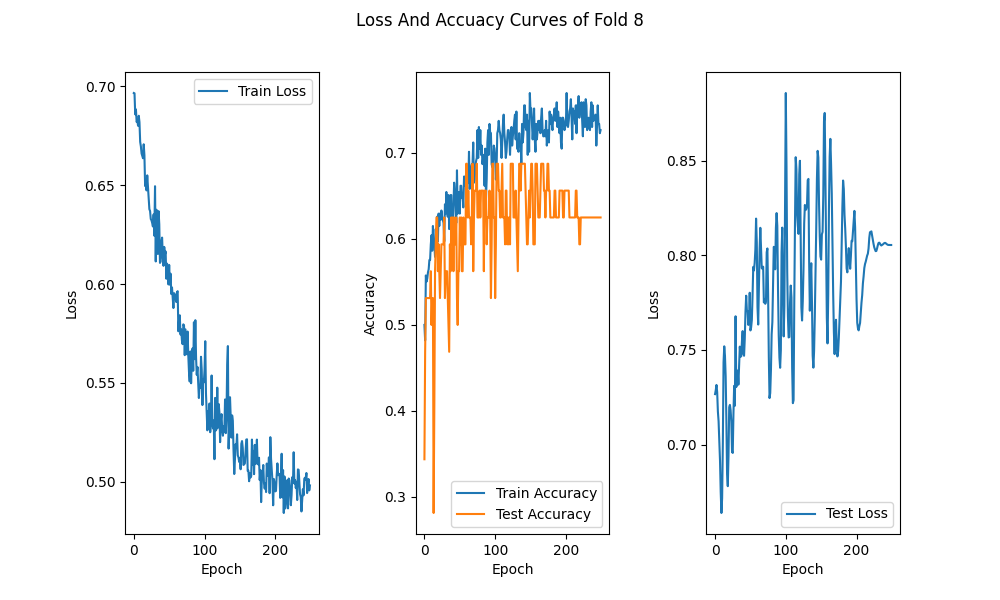 Loss And Accuacy Curves of Fold 8
0.70
0.65
0.60
0.55
0.50
Loss
0
100
200
Epoch
Train Loss
0.7
0.6
0.5
0.4
0.3
Accuracy
0
100
200
Epoch
Train Accuracy
Test Accuracy
0.85
0.80
0.75
0.70
Loss
0
100
200
Epoch
Test Loss